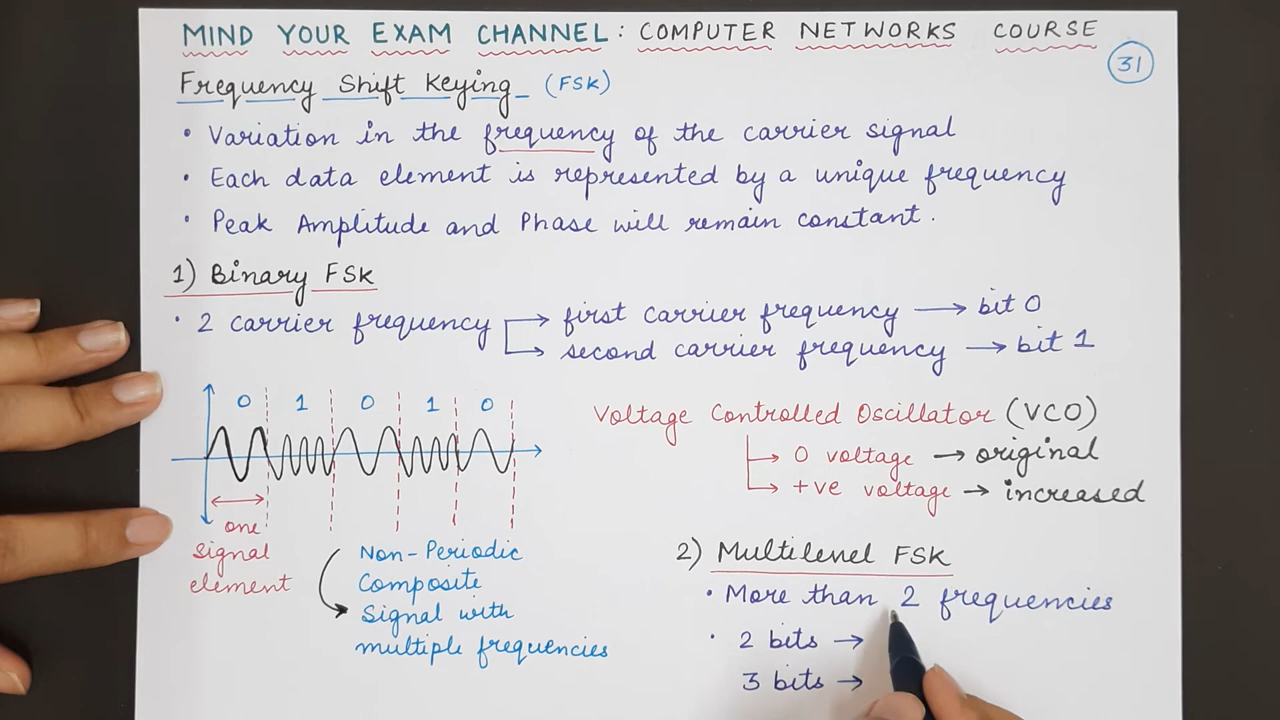 MIND YOUR EXAM CHANNEL: COMPUTER NETWORKS COURSE
31
Frequency Shift Keying (FSK)
• Variation in the frequency of the carrier signal
• Each data element is represented by a unique frequency
• Peak Amplitude and Phase will remain constant.
1) Binary FSK
• 2 carrier frequency → first carrier frequency → bit 0
→ second carrier frequency → bit 1
0 1 0 1 0
one
signal
element
Non-Periodic
Composite
Signal with
multiple frequencies
Voltage Controlled Oscillator (VCO)
→ 0 voltage → original
→ +ve voltage → increased
2) Multilevel FSK
• More than 2 frequencies
• 2 bits →
3 bits →